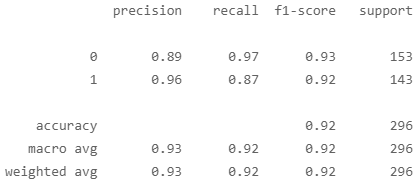 precision recall f1-score support
0 0.89 0.97 0.93 153
1 0.96 0.87 0.92 143
accuracy 0.92 296
macro avg 0.93 0.92 0.92 296
weighted avg 0.93 0.92 0.92 296